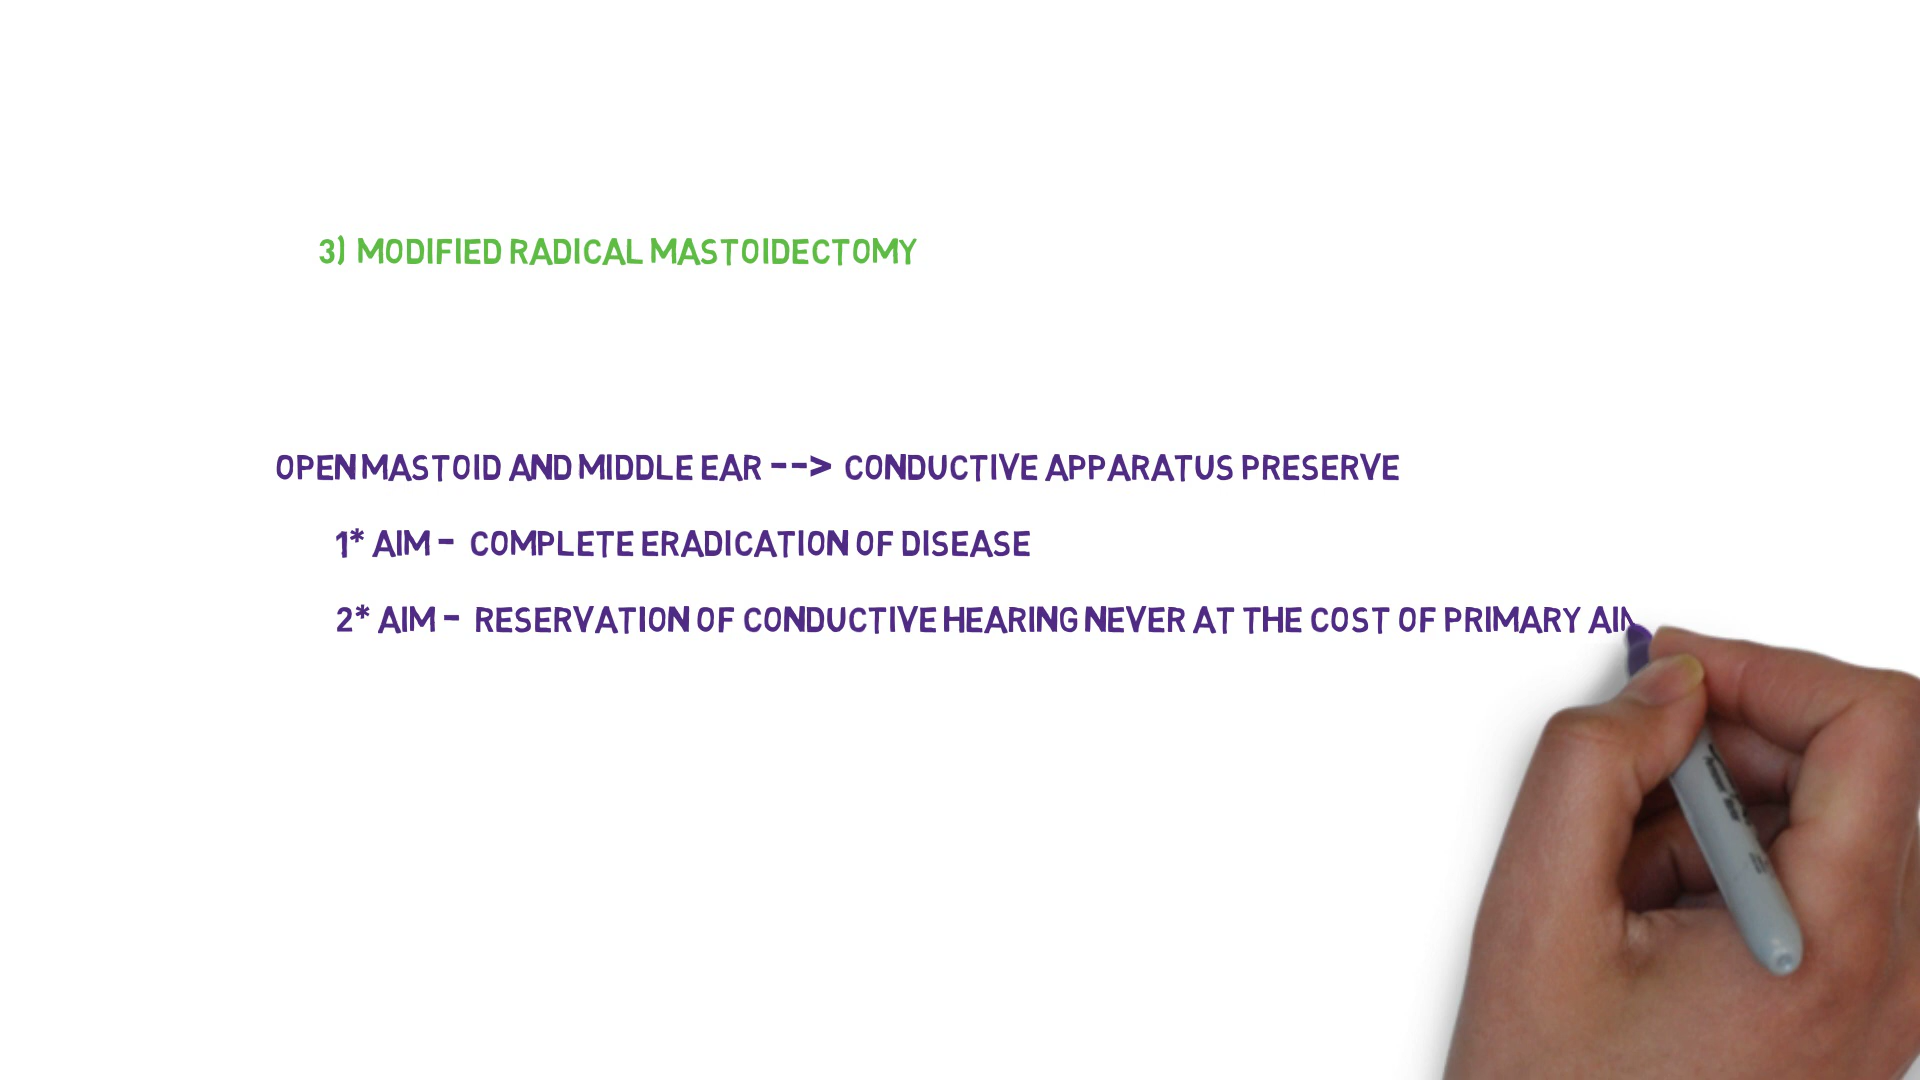 3) MODIFIED RADICAL MASTOIDECTOMY
OPEN MASTOID AND MIDDLE EAR --> CONDUCTIVE APPARATUS PRESERVE
1* AIM - COMPLETE ERADICATION OF DISEASE
2* AIM - RESERVATION OF CONDUCTIVE HEARING NEVER AT THE COST OF PRIMARY